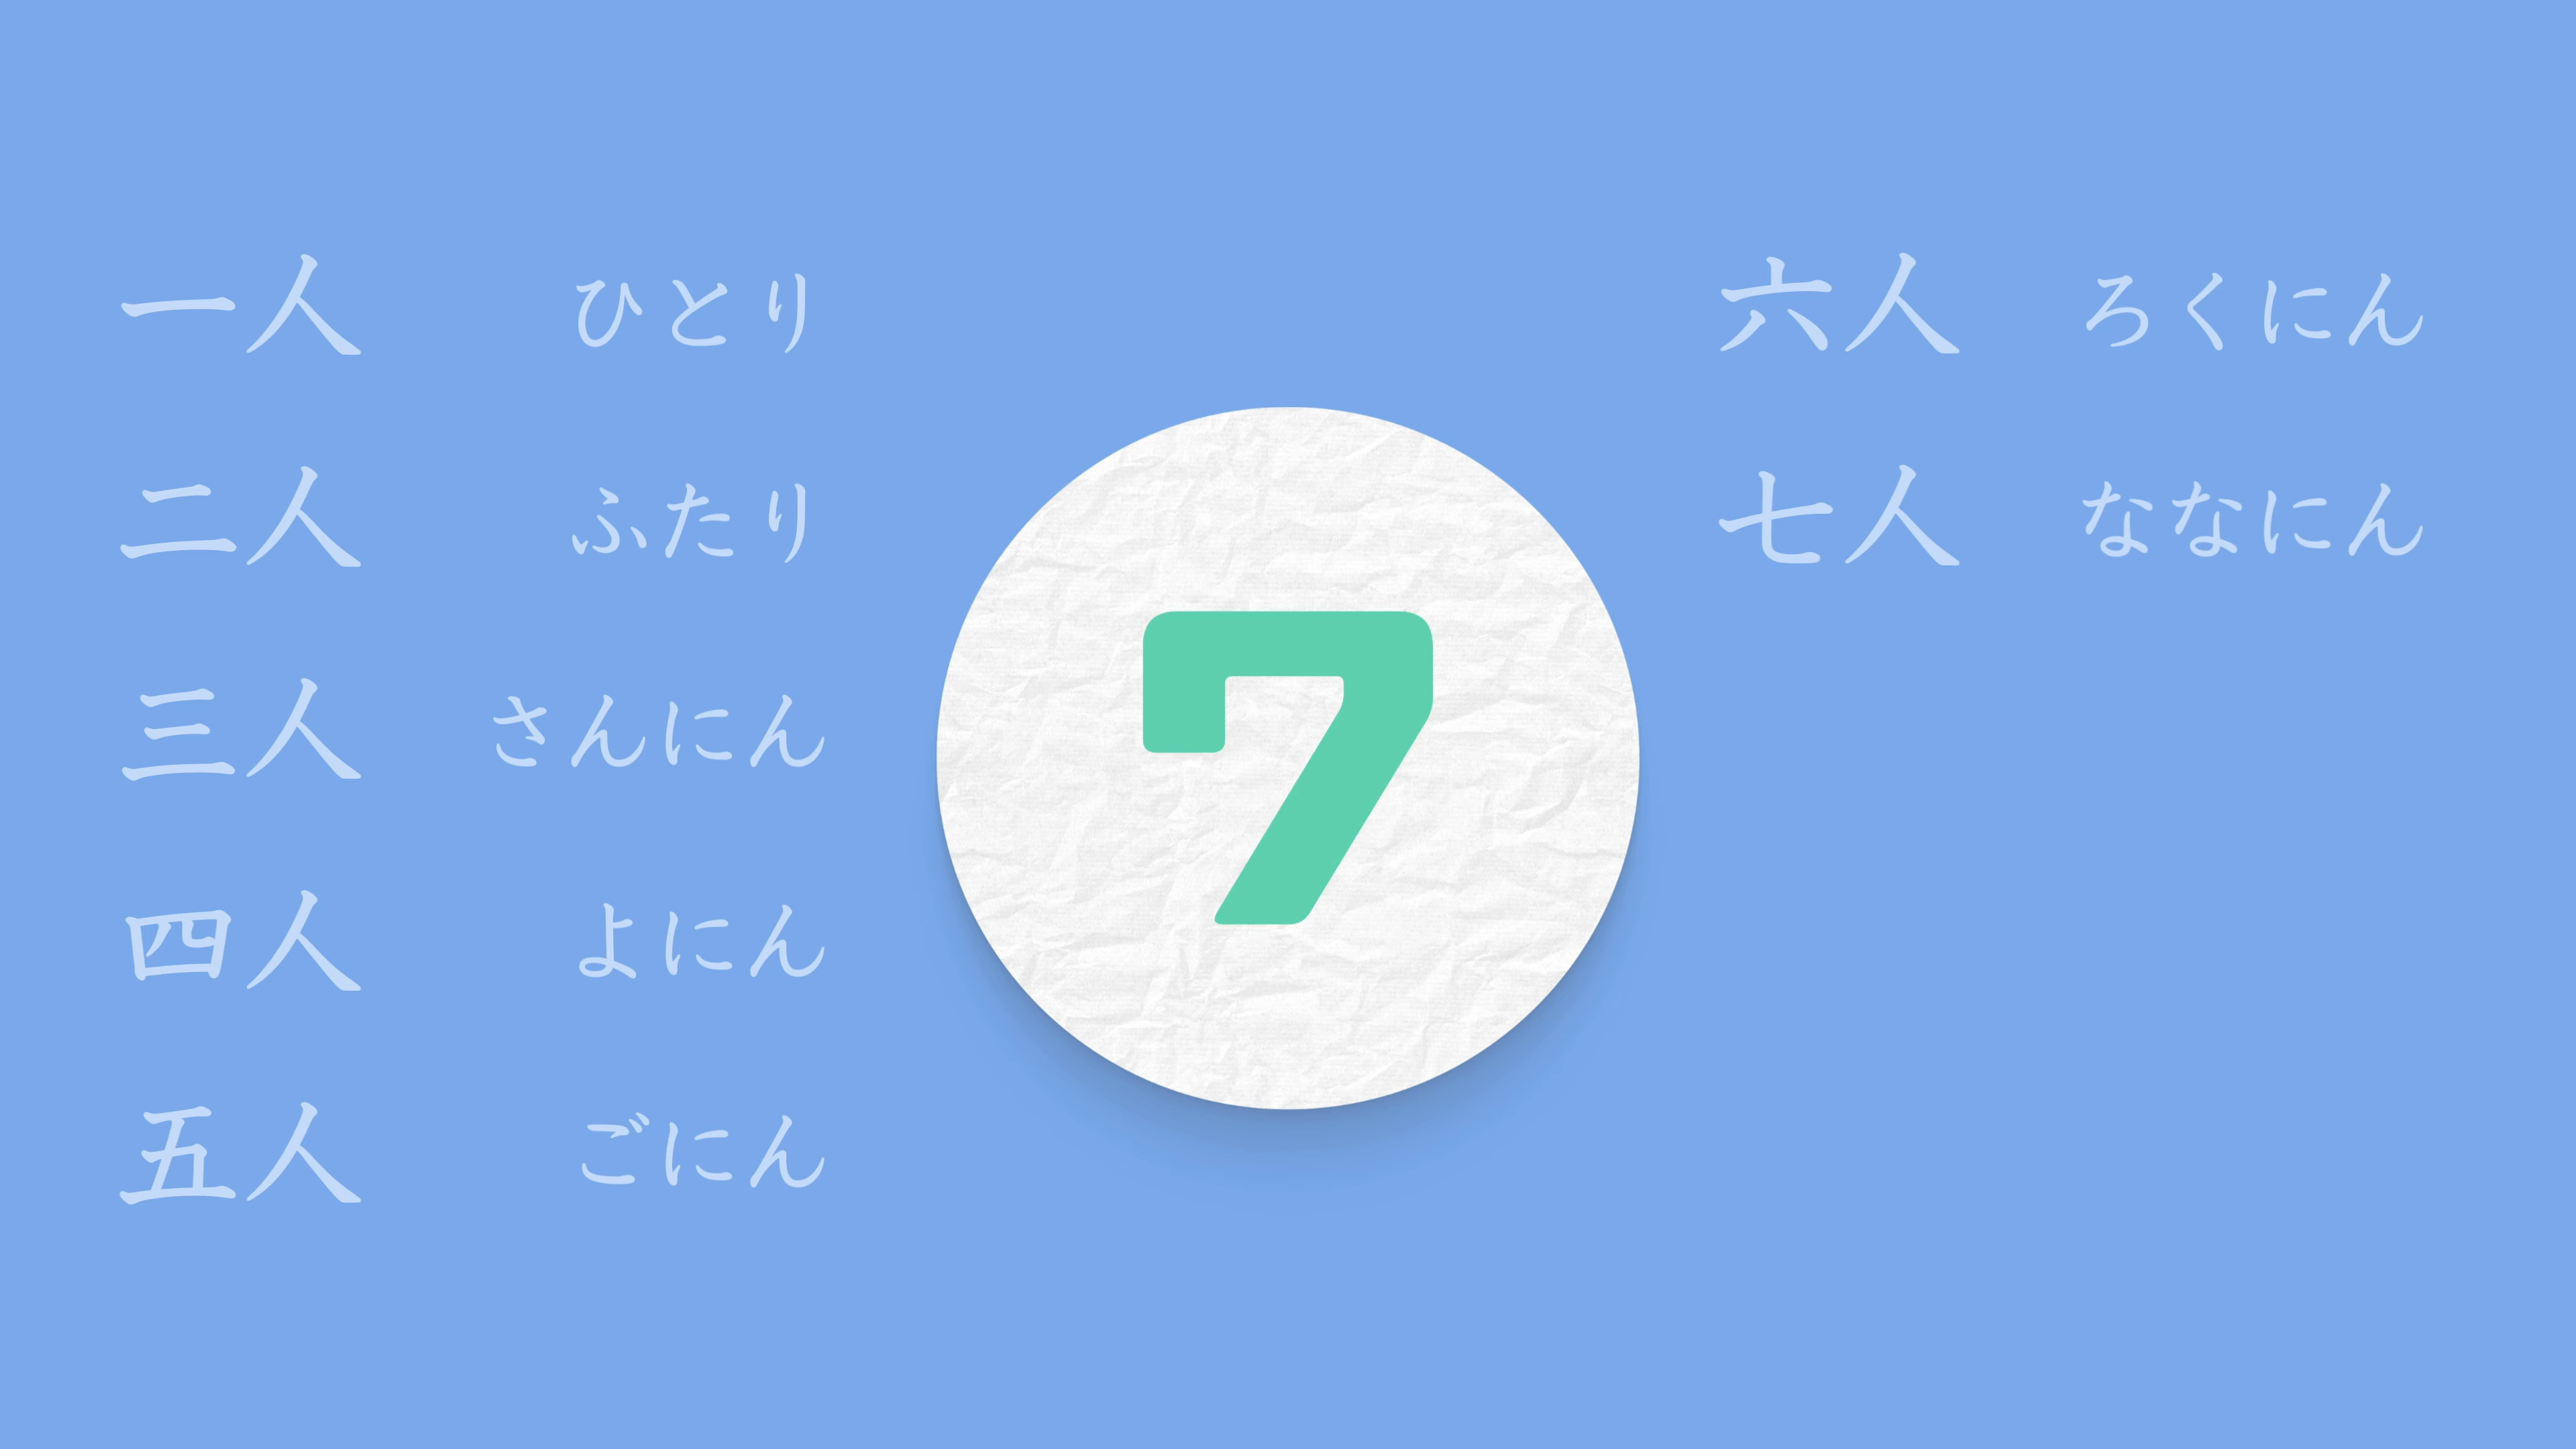 一人 ひとり
二人 ふたり
三人 さんにん
四人 よにん
五人 ごにん
7
六人 ろくにん
七人 ななにん